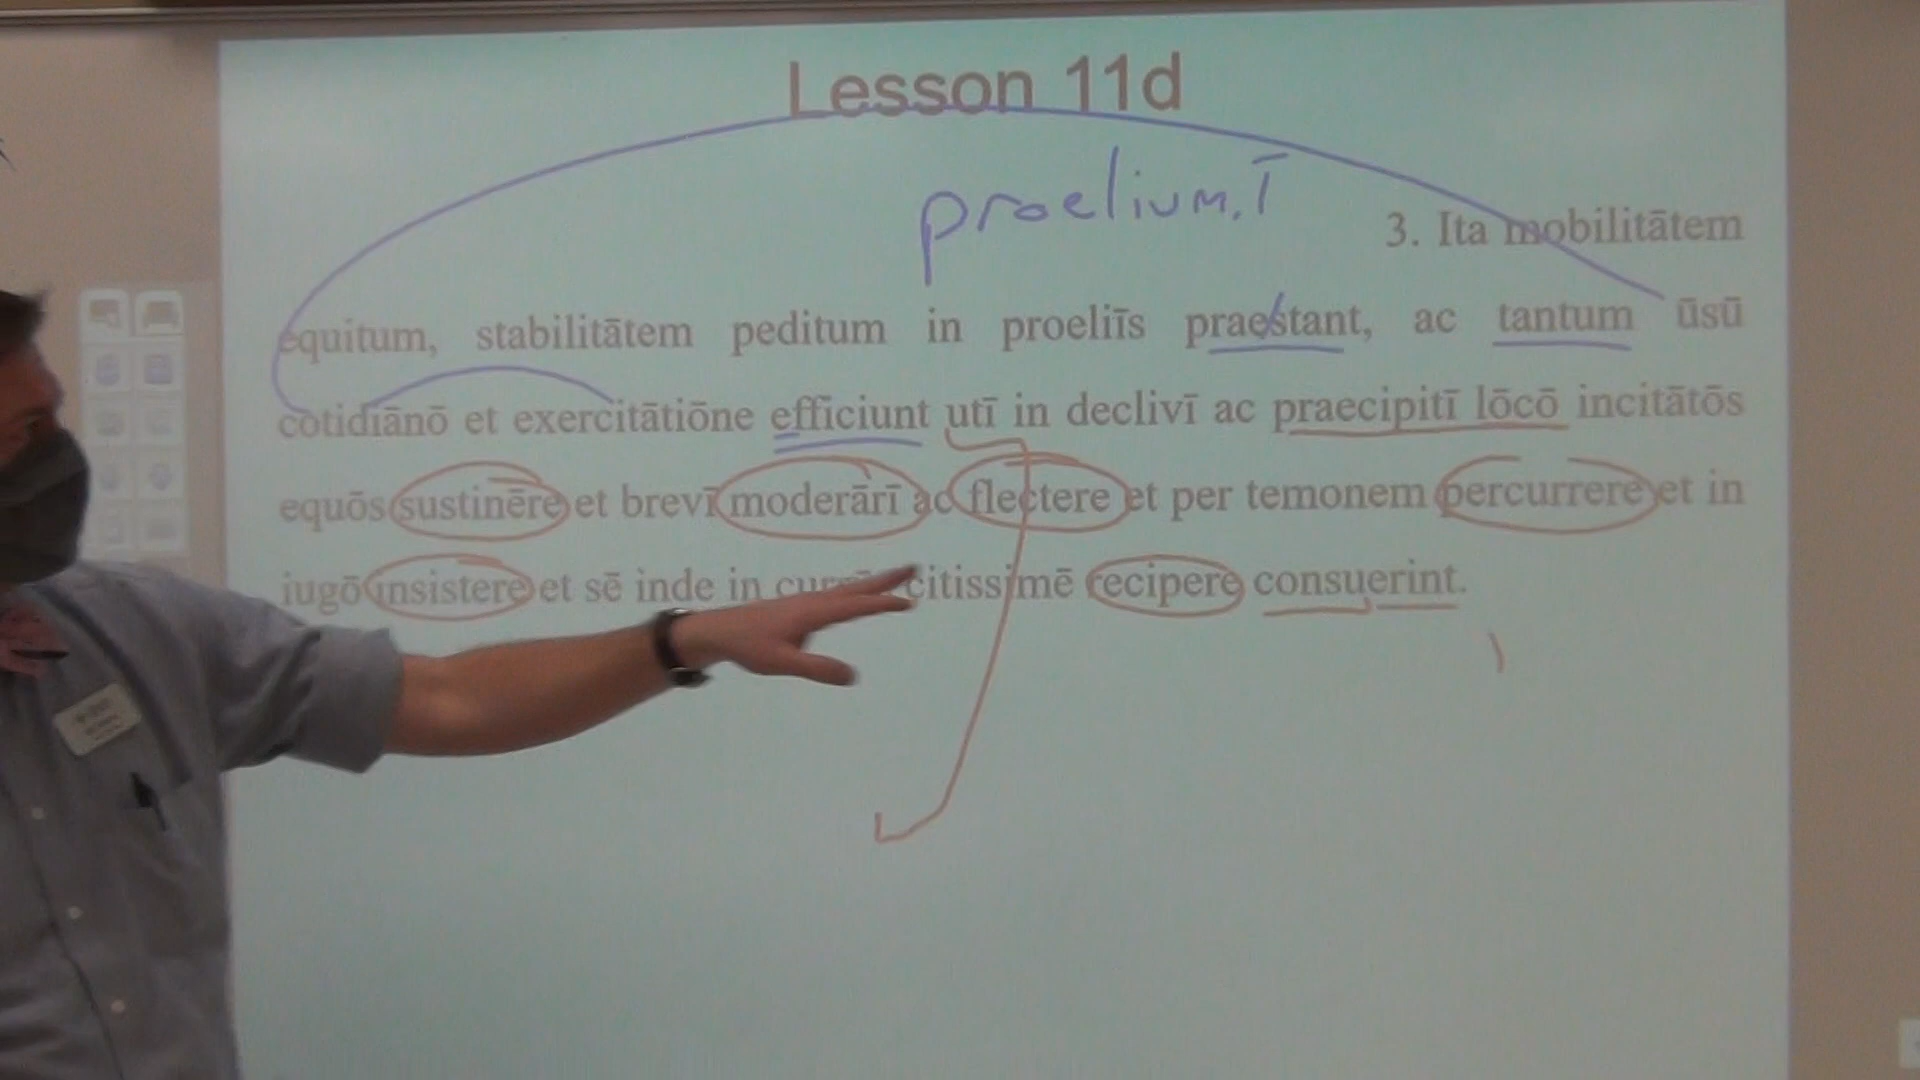 Lesson 11d
proelium, ī
3. Ita mobilitātem
equitum, stabilitātem peditum in proeliīs praestant, ac tantum ūsū
cotidiānō et exercitātiōne efficiunt utī in declivī ac praecipitī lōcō incitātōs
equōs sustinēre et brevī moderārī ac flectere et per temonem percurrere et in
iugō insistere et sē inde in citissimē recipere consuerint.